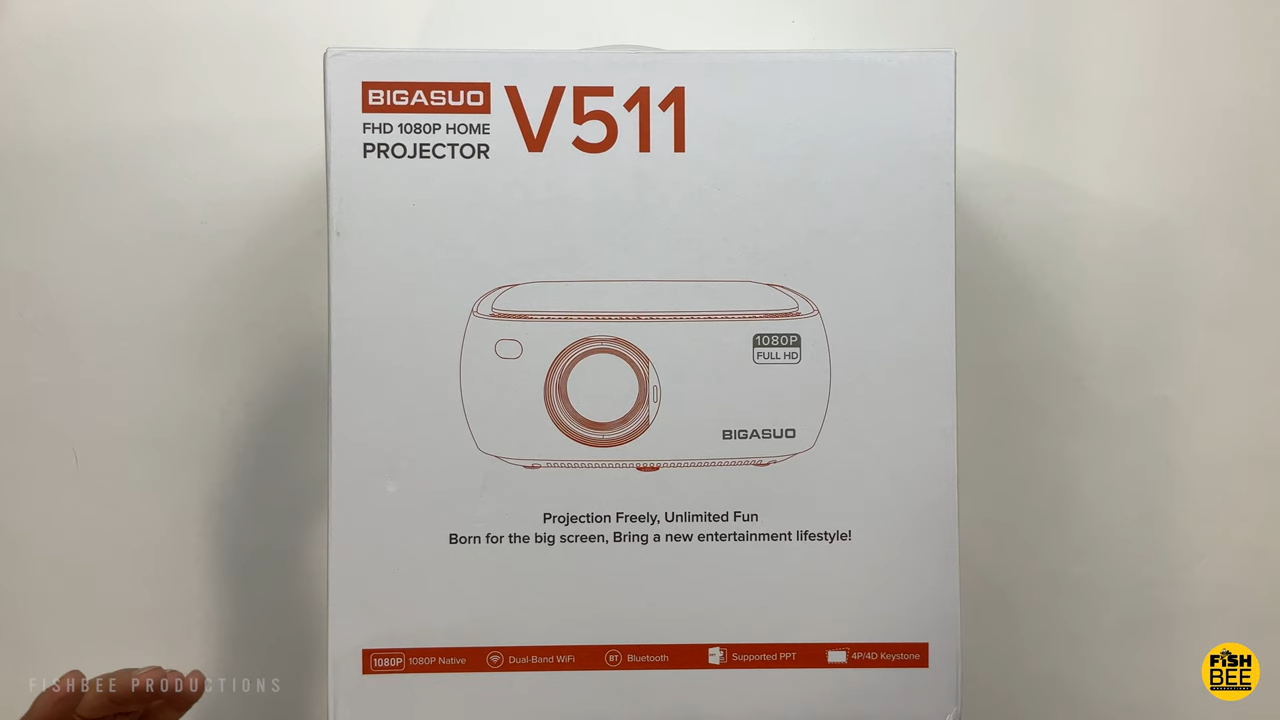 BIGASUO
V511
FHD 1080P HOME
PROJECTOR
1080P
FULL HD
BIGASUO
Projection Freely, Unlimited Fun
Born for the big screen, Bring a new entertainment lifestyle!
1080P 1080P Native Dual-Band WiFi BT Bluetooth Supported PPT 4P/4D Keystone
FISHBEE PRODUCTIONS
FISH
BEE
PRODUCTIONS